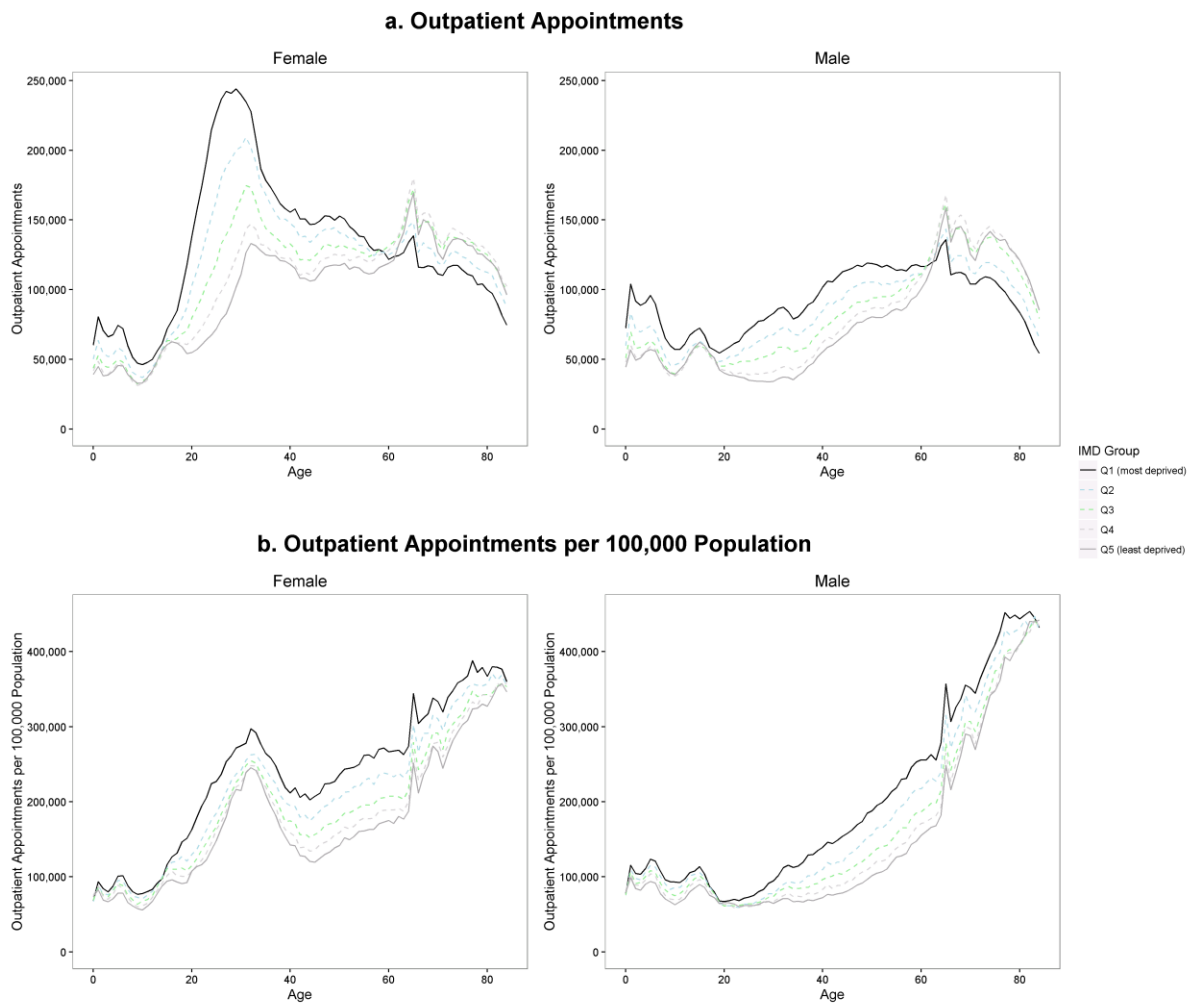 a. Outpatient Appointments
Female
Male
Outpatient Appointments
250,000
200,000
150,000
100,000
50,000
0
0 20 40 60 80
Age
Outpatient Appointments
250,000
200,000
150,000
100,000
50,000
0
0 20 40 60 80
Age
IMD Group
Q1 (most deprived)
Q2
Q3
Q4
Q5 (least deprived)
b. Outpatient Appointments per 100,000 Population
Female
Male
Outpatient Appointments per 100,000 Population
400,000
300,000
200,000
100,000
0
0 20 40 60 80
Age
Outpatient Appointments per 100,000 Population
400,000
300,000
200,000
100,000
0
0 20 40 60 80
Age